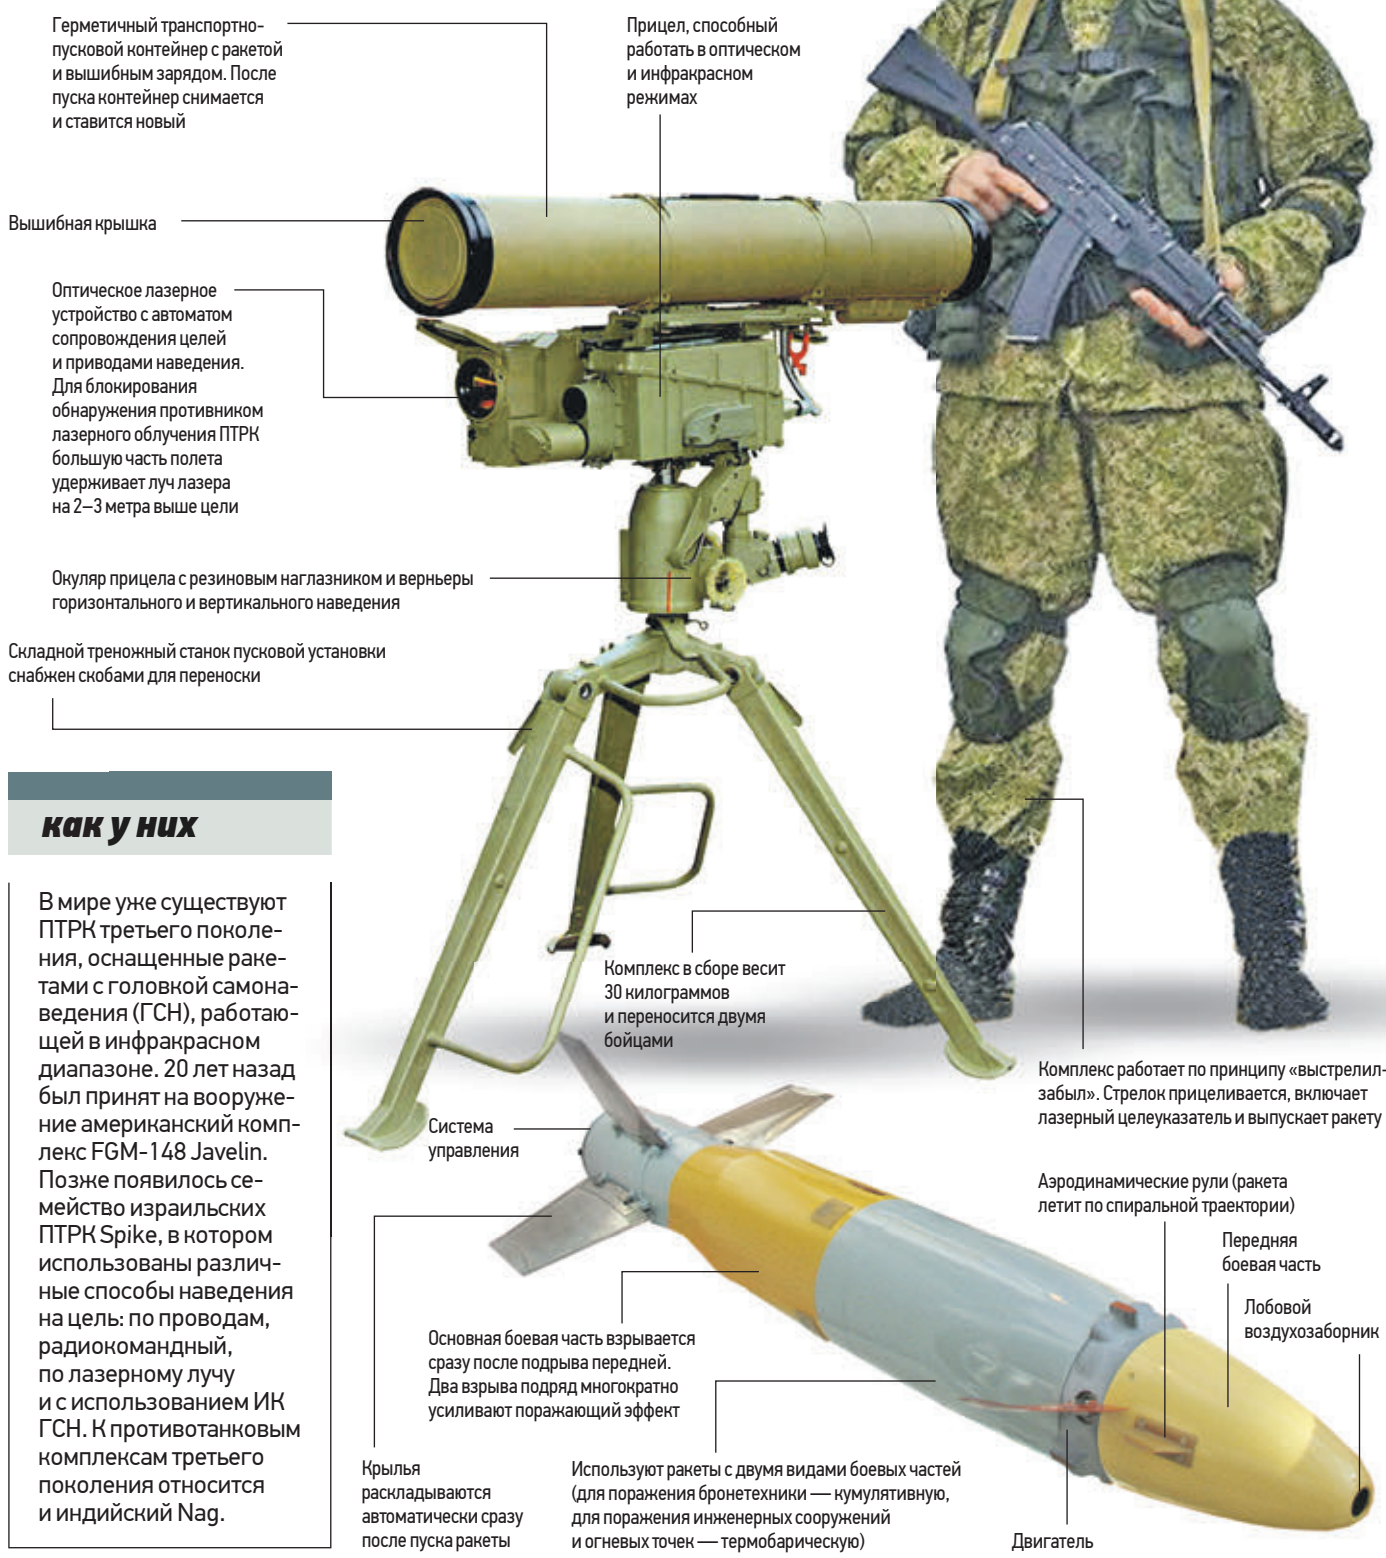 Герметичный транспортно-
пусковой контейнер с ракетой
и вышибным зарядом. После
пуска контейнер снимается
и ставится новый
Прицел, способный
работать в оптическом
и инфракрасном
режимах
Вышибная крышка
Оптическое лазерное
устройство с автоматом
сопровождения целей
и приводами наведения.
Для блокирования
обнаружения противником
лазерного облучения ПТРК
большую часть полета
удерживает луч лазера
на 2–3 метра выше цели
Окуляр прицела с резиновым наглазником и верньеры
горизонтального и вертикального наведения
Складной треножный станок пусковой установки
снабжен скобами для переноски
как у них
В мире уже существуют
ПТРК третьего поколе-
ния, оснащенные раке-
тами с головкой самона-
ведения (ГСН), работаю-
щей в инфракрасном
диапазоне. 20 лет назад
был принят на вооруже-
ние американский комп-
лекс FGM-148 Javelin.
Позже появилось се-
мейство израильских
ПТРК Spike, в котором
использованы различ-
ные способы наведения
на цель: по проводам,
радиокомандный,
по лазерному лучу
и с использованием ИК
ГСН. К противотанковым
комплексам третьего
поколения относится
и индийский Nag.
Комплекс в сборе весит
30 килограммов
и переносится двумя
бойцами
Комплекс работает по принципу «выстрелил-
забыл». Стрелок прицеливается, включает
лазерный целеуказатель и выпускает ракету
Система
управления
Аэродинамические рули (ракета
летит по спиральной траектории)
Передняя
боевая часть
Лобовой
воздухозаборник
Основная боевая часть взрывается
сразу после подрыва передней.
Два взрыва подряд многократно
усиливают поражающий эффект
Крылья
раскладываются
автоматически сразу
после пуска ракеты
Используют ракеты с двумя видами боевых частей
(для поражения бронетехники — кумулятивную,
для поражения инженерных сооружений
и огневых точек — термобарическую)
Двигатель